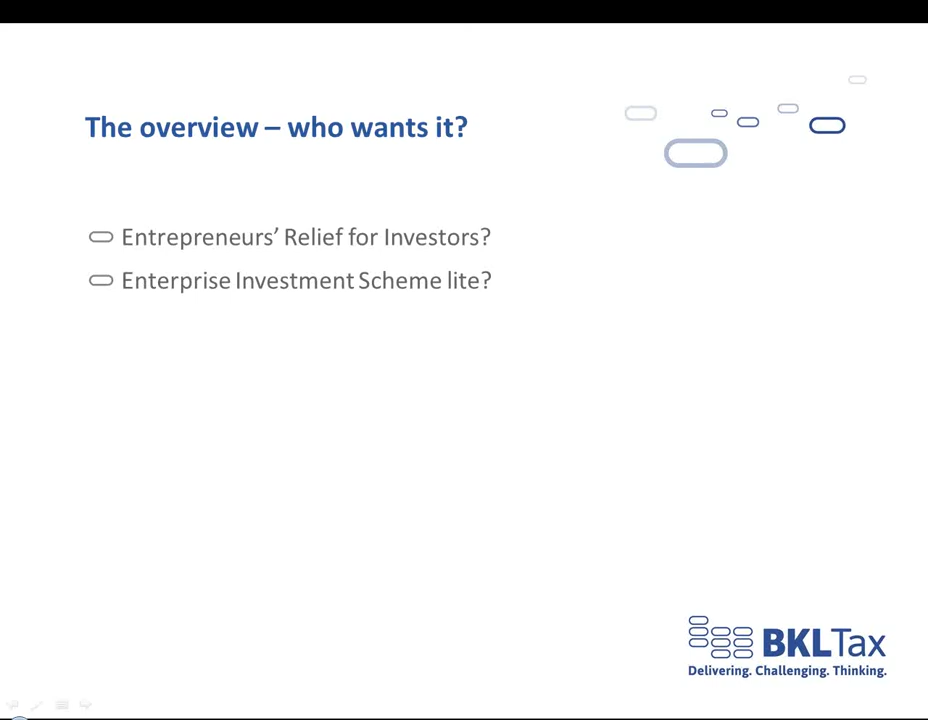 The overview – who wants it?
Entrepreneurs’ Relief for Investors?
Enterprise Investment Scheme lite?
BKLTax
Delivering. Challenging. Thinking.